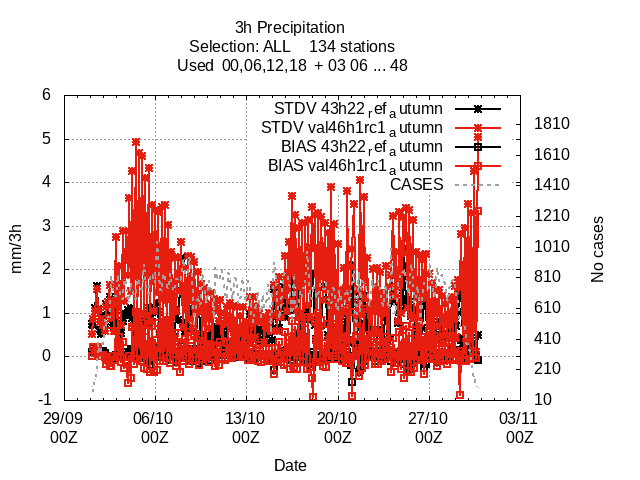 3h Precipitation
Selection: ALL 134 stations
Used 00,06,12,18 + 03 06 ... 48
STDV 43h22_ref_autumn
STDV val46h1rc1_autumn
BIAS 43h22_ref_autumn
BIAS val46h1rc1_autumn
CASES
6
5
4
3
2
1
0
-1
mm/3h
1810
1610
1410
1210
1010
810
610
410
210
10
No cases
29/09 06/10 13/10 20/10 27/10 03/11
00Z 00Z 00Z 00Z 00Z 00Z
Date